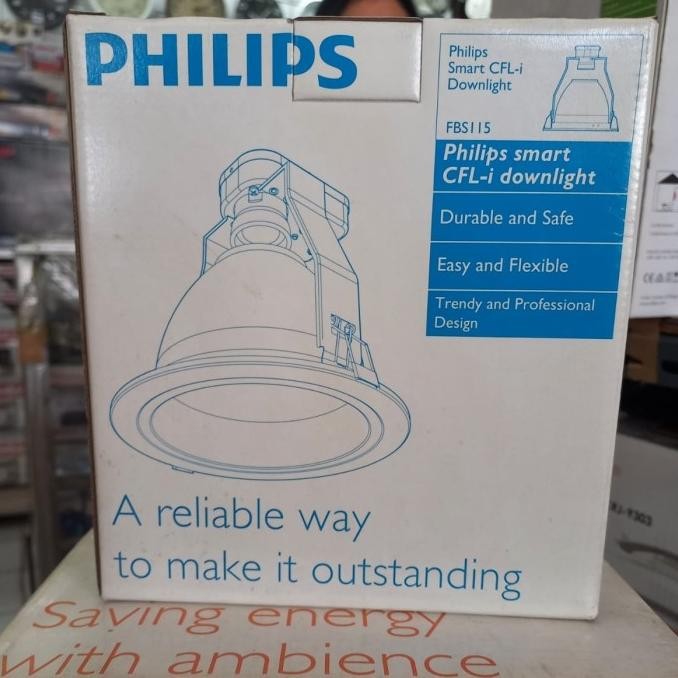 PHILIPS
Philips
Smart CFL-i
Downlight
FBS115
Philips smart
CFL-i downlight
Durable and Safe
Easy and Flexible
Trendy and Professional
Design
A reliable way
to make it outstanding
Saving energy
with ambience